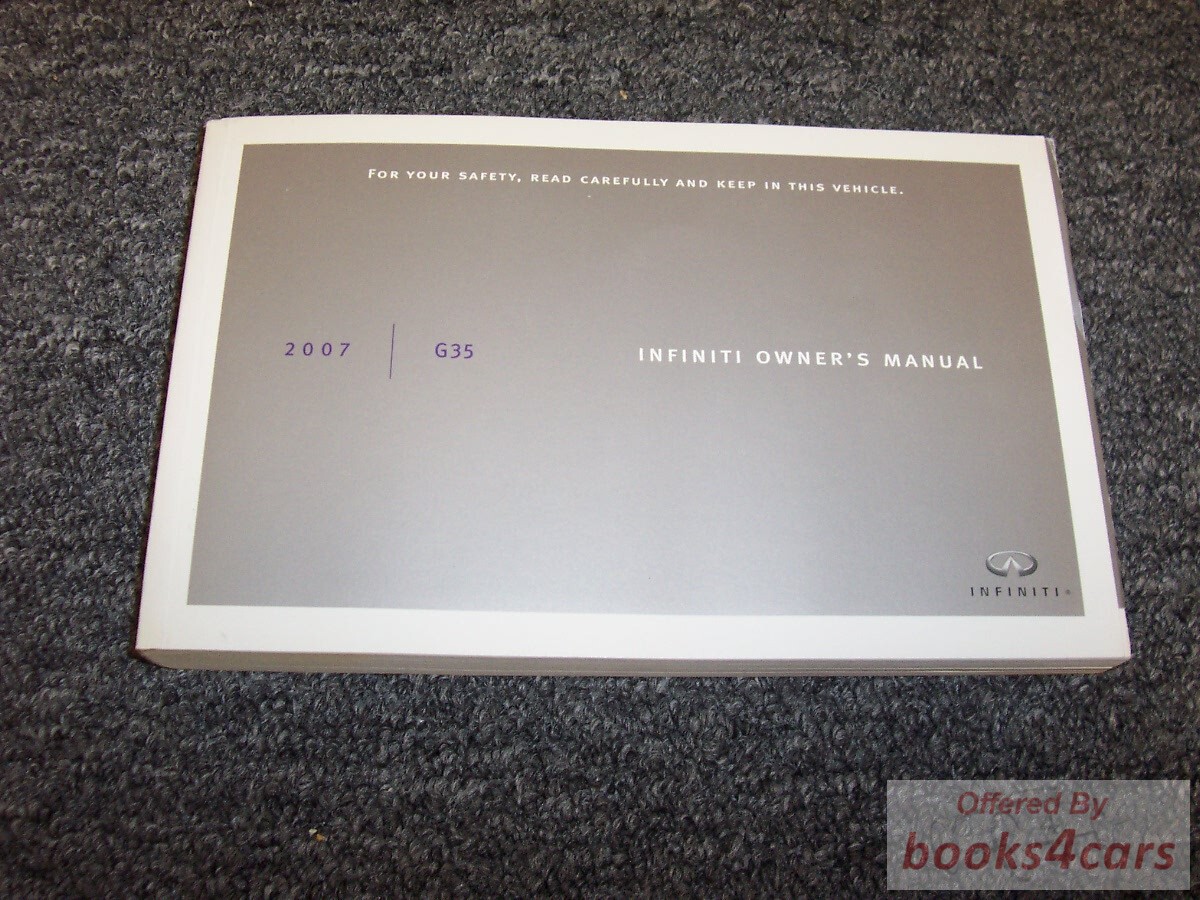 FOR YOUR SAFETY, READ CAREFULLY AND KEEP IN THIS VEHICLE.
2007 G35 INFINITI OWNER'S MANUAL
INFINITI®
Offered By
books4cars